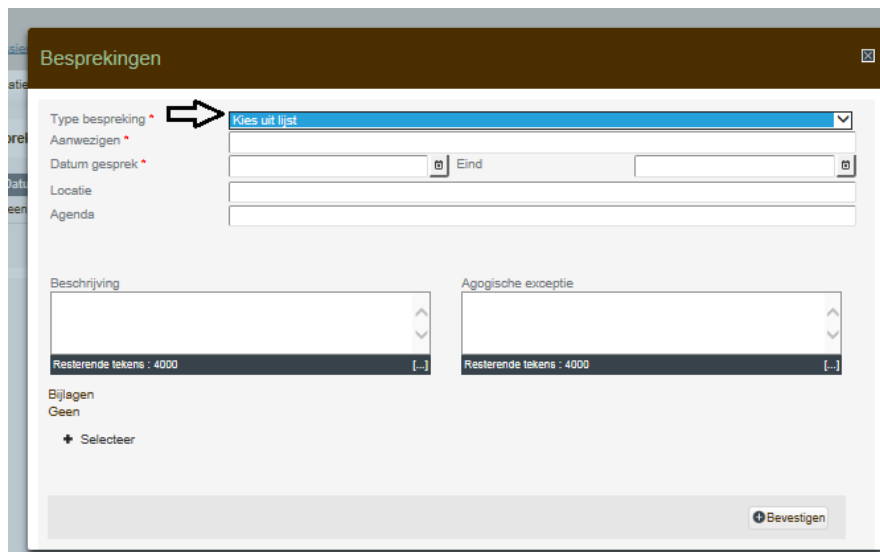 Besprekingen
Type bespreking *
Kies uit lijst
Aanwezigen *
Datum gesprek *
Eind
Locatie
Agenda
Beschrijving
Agogische exceptie
Resterende tekens : 4000
[...]
Resterende tekens : 4000
[...]
Bijlagen
Geen
Selecteer
Bevestigen